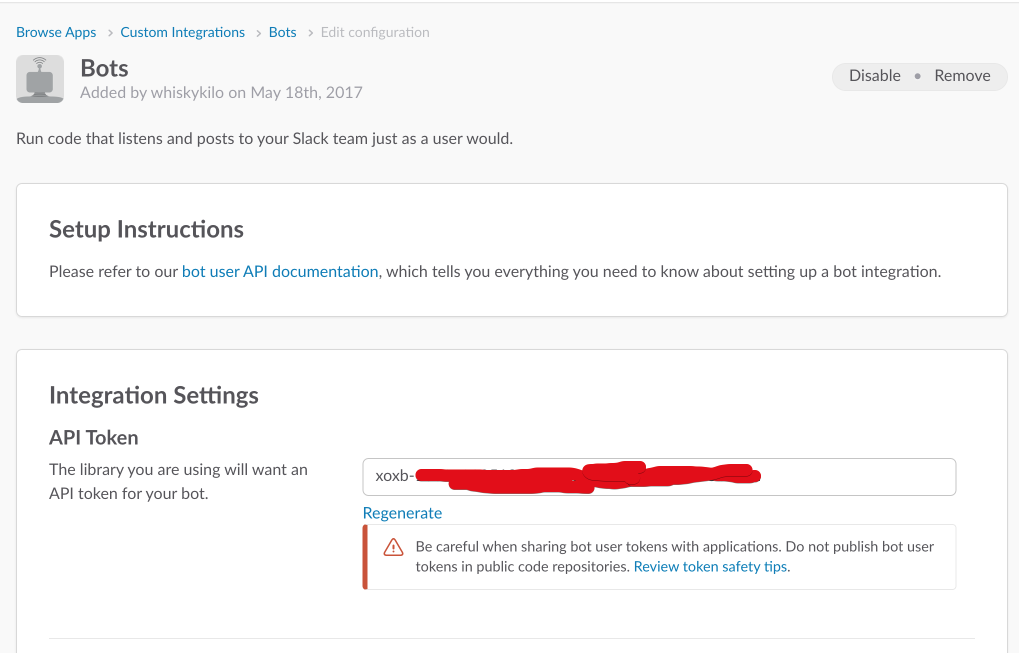 Browse Apps > Custom Integrations > Bots > Edit configuration
Bots
Added by whiskykilo on May 18th, 2017
Disable • Remove
Run code that listens and posts to your Slack team just as a user would.
Setup Instructions
Please refer to our bot user API documentation, which tells you everything you need to know about setting up a bot integration.
Integration Settings
API Token
The library you are using will want an
API token for your bot.
xoxb-
Regenerate
Be careful when sharing bot user tokens with applications. Do not publish bot user
tokens in public code repositories. Review token safety tips.